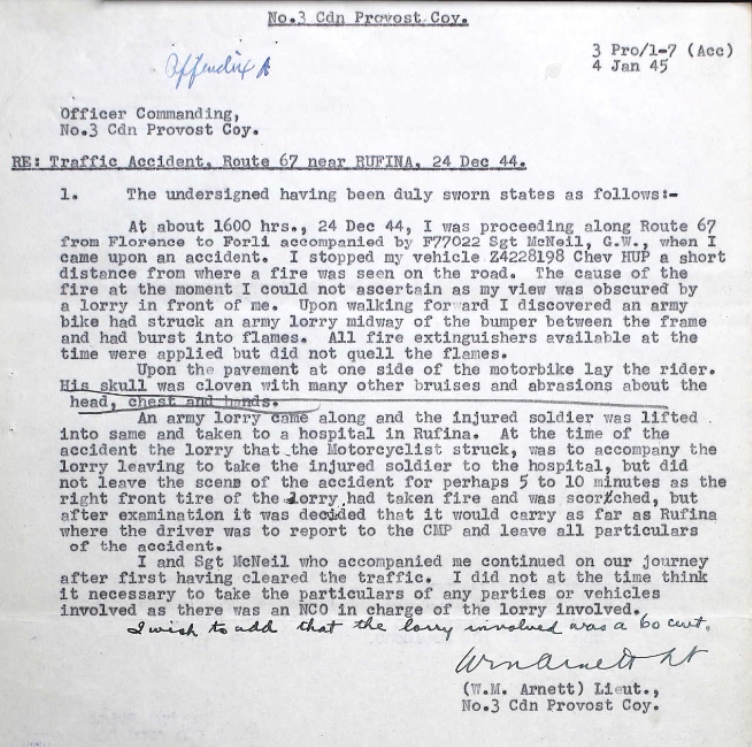 No.3 Cdn Provost Coy.
Appendix A
3 Pro/1-7 (Acc)
4 Jan 45
Officer Commanding,
No.3 Cdn Provost Coy.
RE: Traffic Accident, Route 67 near RUFINA, 24 Dec 44.
1. The undersigned having been duly sworn states as follows:-
At about 1600 hrs., 24 Dec 44, I was proceeding along Route 67
from Florence to Forli accompanied by F77022 Sgt McNeil, G.W., when I
came upon an accident. I stopped my vehicle Z4228198 Chev HUP a short
distance from where a fire was seen on the road. The cause of the
fire at the moment I could not ascertain as my view was obscured by
a lorry in front of me. Upon walking forward I discovered an army
bike had struck an army lorry midway of the bumper between the frame
and had burst into flames. All fire extinguishers available at the
time were applied but did not quell the flames.
Upon the pavement at one side of the motorbike lay the rider.
His skull was cloven with many other bruises and abrasions about the
head, chest and hands.
An army lorry came along and the injured soldier was lifted
into same and taken to a hospital in Rufina. At the time of the
accident the lorry that the Motorcyclist struck, was to accompany the
lorry leaving to take the injured soldier to the hospital, but did
not leave the scene of the accident for perhaps 5 to 10 minutes as the
right front tire of the lorry had taken fire and was scorched, but
after examination it was decided that it would carry as far as Rufina
where the driver was to report to the CMP and leave all particulars
of the accident.
I and Sgt McNeil who accompanied me continued on our journey
after first having cleared the traffic. I did not at the time think
it necessary to take the particulars of any parties or vehicles
involved as there was an NCO in charge of the lorry involved.
I wish to add that the lorry involved was a 60 cwt.
Wm Arnett Lt
(W.M. Arnett) Lieut.,
No.3 Cdn Provost Coy.